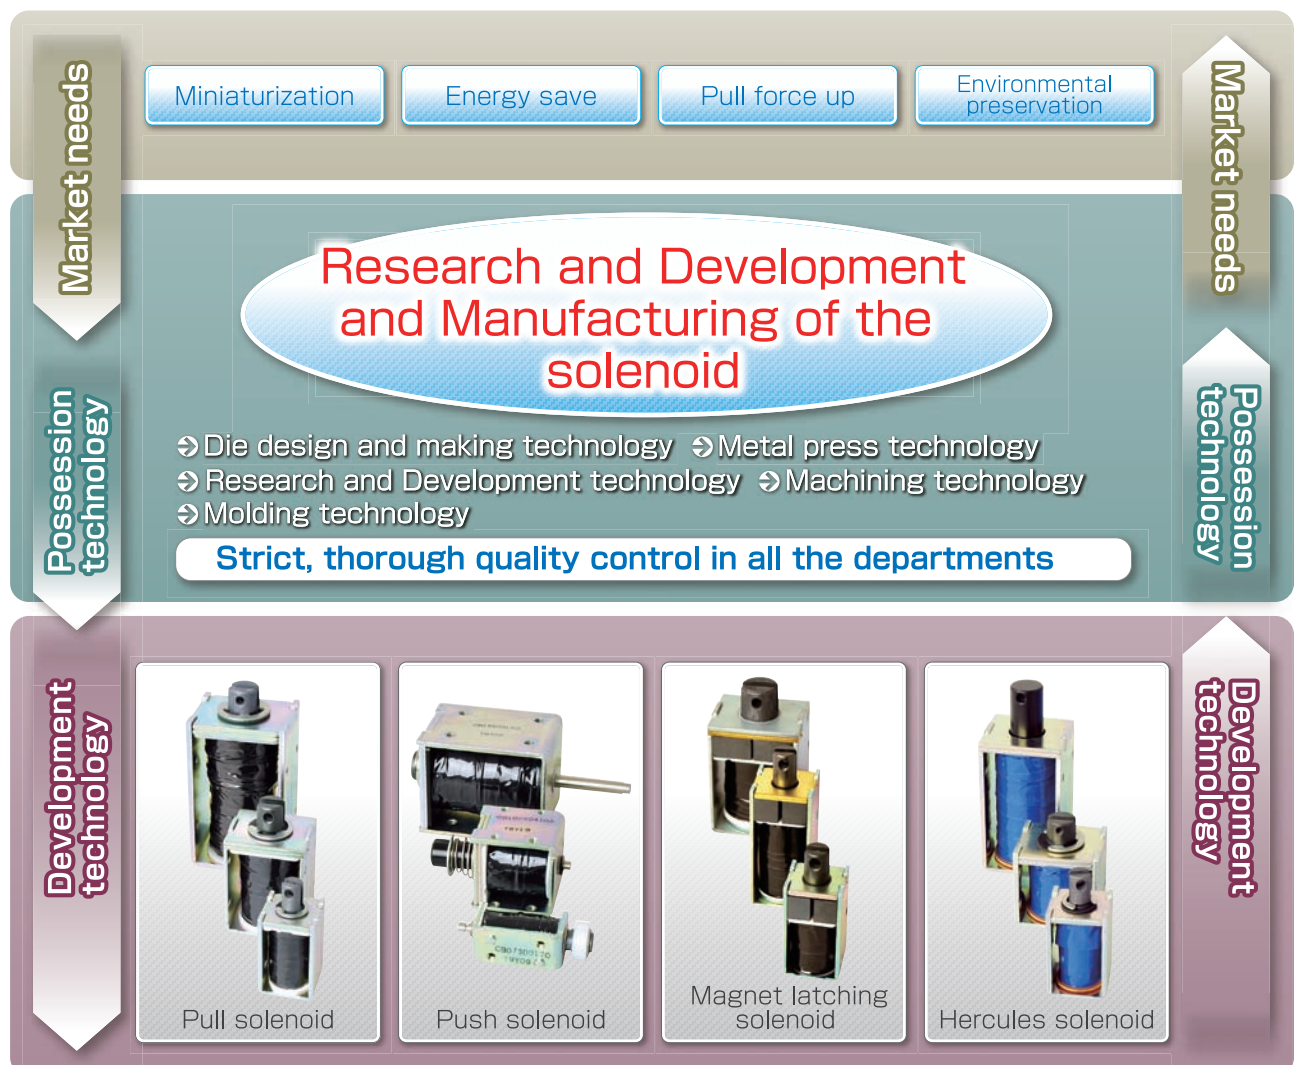 Market needs
Miniaturization
Energy save
Pull force up
Environmental
preservation
Market needs
Research and Development
and Manufacturing of the
solenoid
Possession
technology
Die design and making technology
Metal press technology
Research and Development technology
Machining technology
Molding technology
Strict, thorough quality control in all the departments
Possession
technology
Development
technology
Pull solenoid
Push solenoid
Magnet latching
solenoid
Hercules solenoid
Development
technology